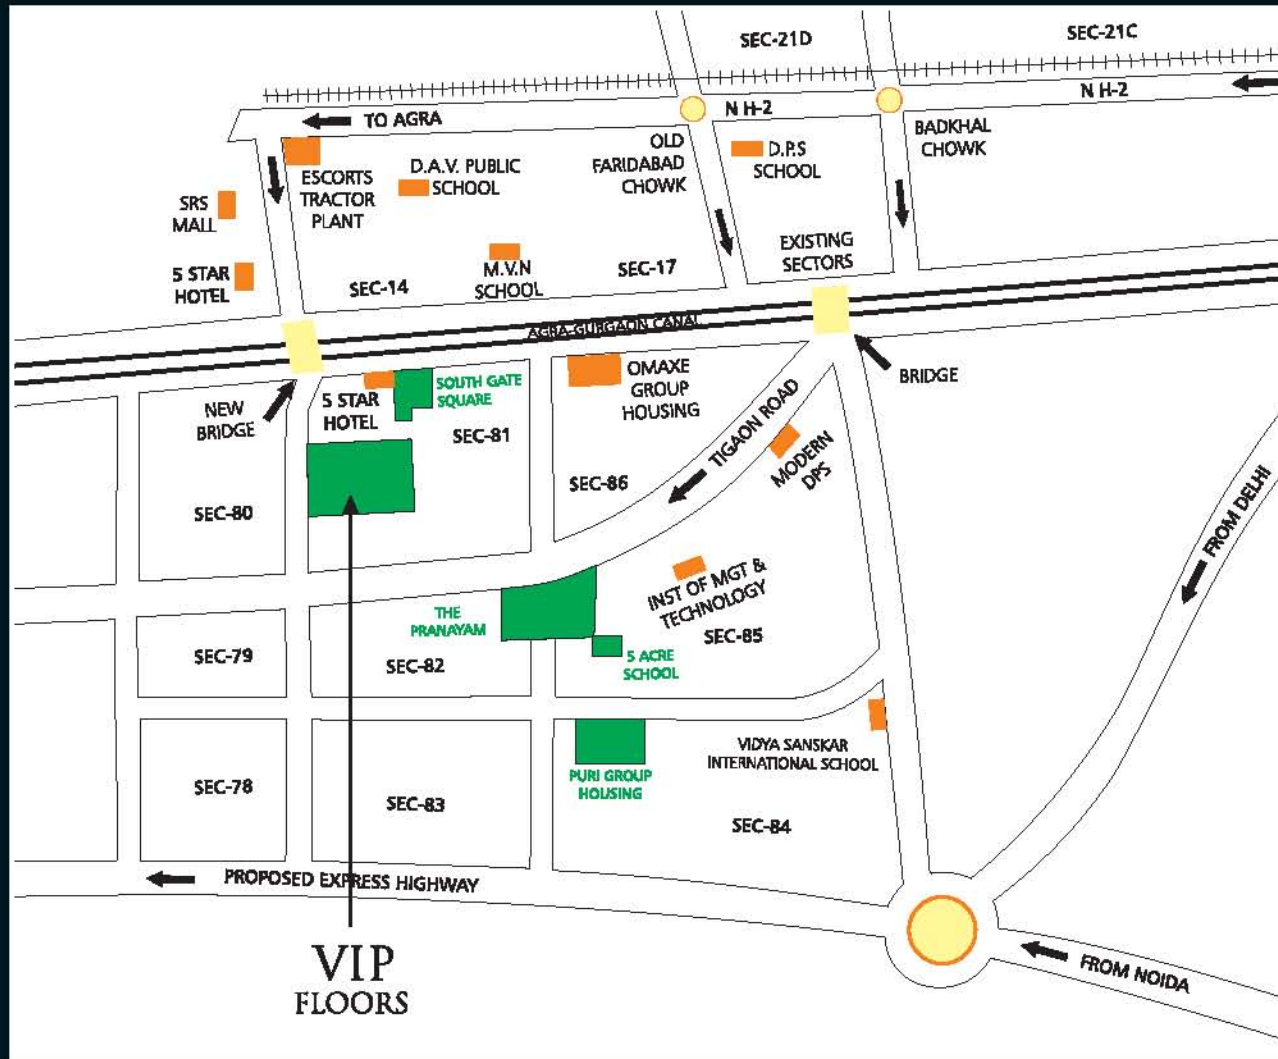 SEC-21D
SEC-21C
N H-2
N H-2
TO AGRA
BADKHAL
CHOWK
OLD
FARIDABAD
CHOWK
D.P.S
SCHOOL
ESCORTS
TRACTOR
PLANT
D.A.V. PUBLIC
SCHOOL
SRS
MALL
5 STAR
HOTEL
M.V.N
SCHOOL
SEC-14
SEC-17
EXISTING
SECTORS
AGRA-GURGAON CANAL
NEW
BRIDGE
5 STAR
HOTEL
SOUTH GATE
SQUARE
SEC-81
OMAXE
GROUP
HOUSING
BRIDGE
TIGAON ROAD
MODERN
DPS
SEC-86
SEC-80
FROM DELHI
INST OF MGT &
TECHNOLOGY
THE
PRANAYAM
SEC-85
SEC-79
SEC-82
5 ACRE
SCHOOL
VIDYA SANSKAR
INTERNATIONAL SCHOOL
PURI GROUP
HOUSING
SEC-78
SEC-83
SEC-84
PROPOSED EXPRESS HIGHWAY
FROM NOIDA
VIP
FLOORS